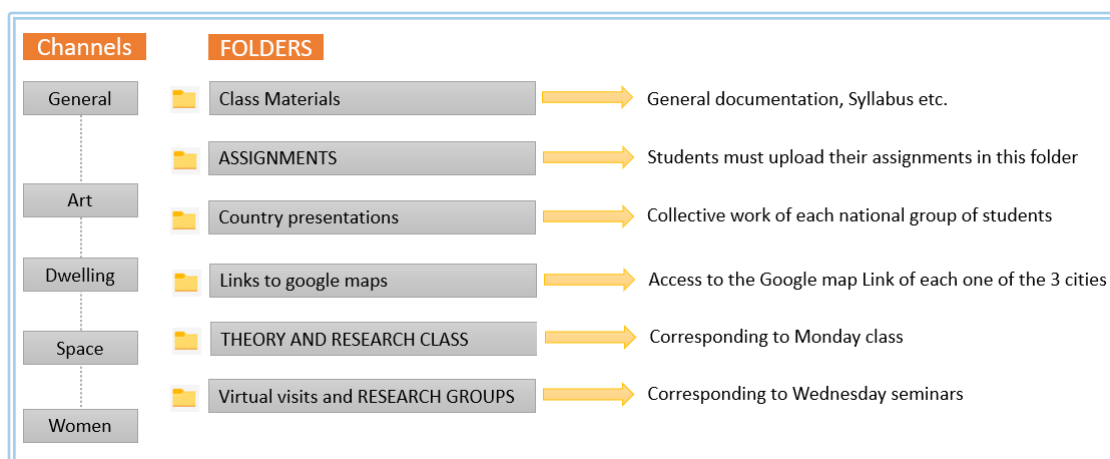 Channels
FOLDERS
General
Class Materials
General documentation, Syllabus etc.
ASSIGNMENTS
Students must upload their assignments in this folder
Art
Country presentations
Collective work of each national group of students
Dwelling
Links to google maps
Access to the Google map Link of each one of the 3 cities
Space
THEORY AND RESEARCH CLASS
Corresponding to Monday class
Virtual visits and RESEARCH GROUPS
Corresponding to Wednesday seminars
Women